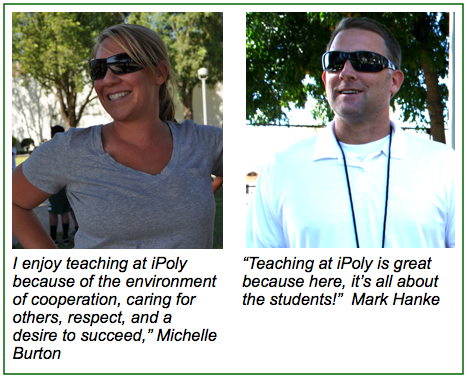 I enjoy teaching at iPoly
because of the environment
of cooperation, caring for
others, respect, and a
desire to succeed,” Michelle
Burton
“Teaching at iPoly is great
because here, it’s all about
the students!”  Mark Hanke